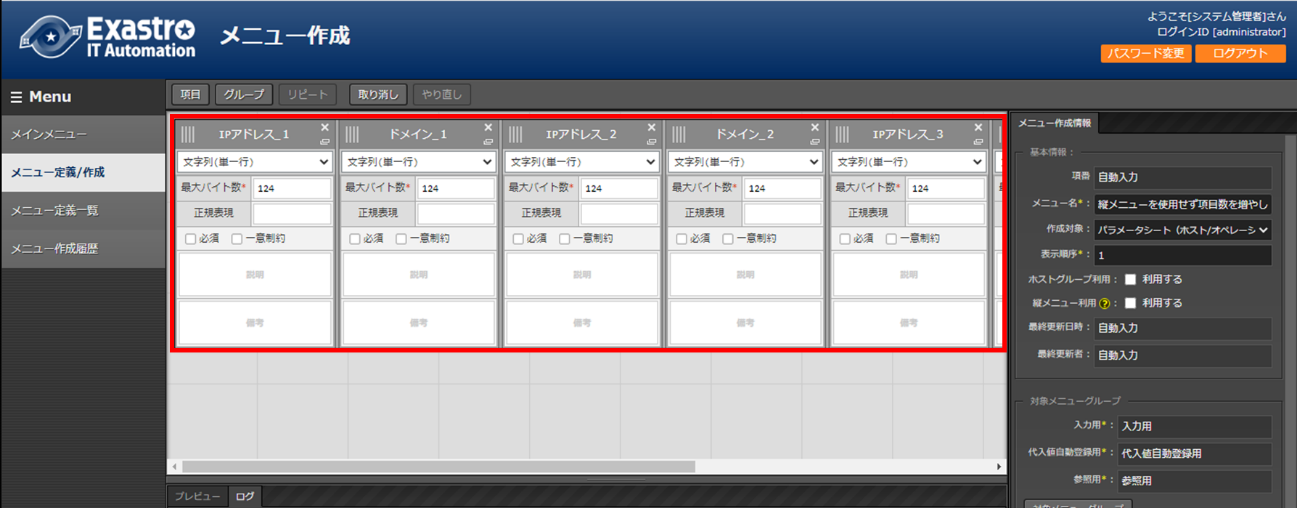 Exastro
IT Automation
メニュー作成
ようこそ[システム管理者]さん
ログインID [administrator]
パスワード変更 ログアウト
Menu
メインメニュー
メニュー定義/作成
メニュー定義一覧
メニュー作成履歴
項目 グループ リピート 取り消し やり直し
IPアドレス_1 ドメイン_1 IPアドレス_2 ドメイン_2 IPアドレス_3
文字列(単一行) 文字列(単一行) 文字列(単一行) 文字列(単一行) 文字列(単一行)
最大バイト数* 124 最大バイト数* 124 最大バイト数* 124 最大バイト数* 124 最大バイト数* 124
正規表現 正規表現 正規表現 正規表現 正規表現
必須 一意制約 必須 一意制約 必須 一意制約 必須 一意制約 必須 一意制約
説明 説明 説明 説明 説明
備考 備考 備考 備考 備考
プレビュー ログ
メニュー作成情報
基本情報：
項番 自動入力
メニュー名*： 縦メニューを使用せず項目数を増やし
作成対象： パラメータシート（ホスト/オペレーシ
表示順序*： 1
ホストグループ利用： 利用する
縦メニュー利用?： 利用する
最終更新日時： 自動入力
最終更新者： 自動入力
対象メニューグループ
入力用*： 入力用
代入値自動登録用*： 代入値自動登録用
参照用*： 参照用
対象メニューグループ